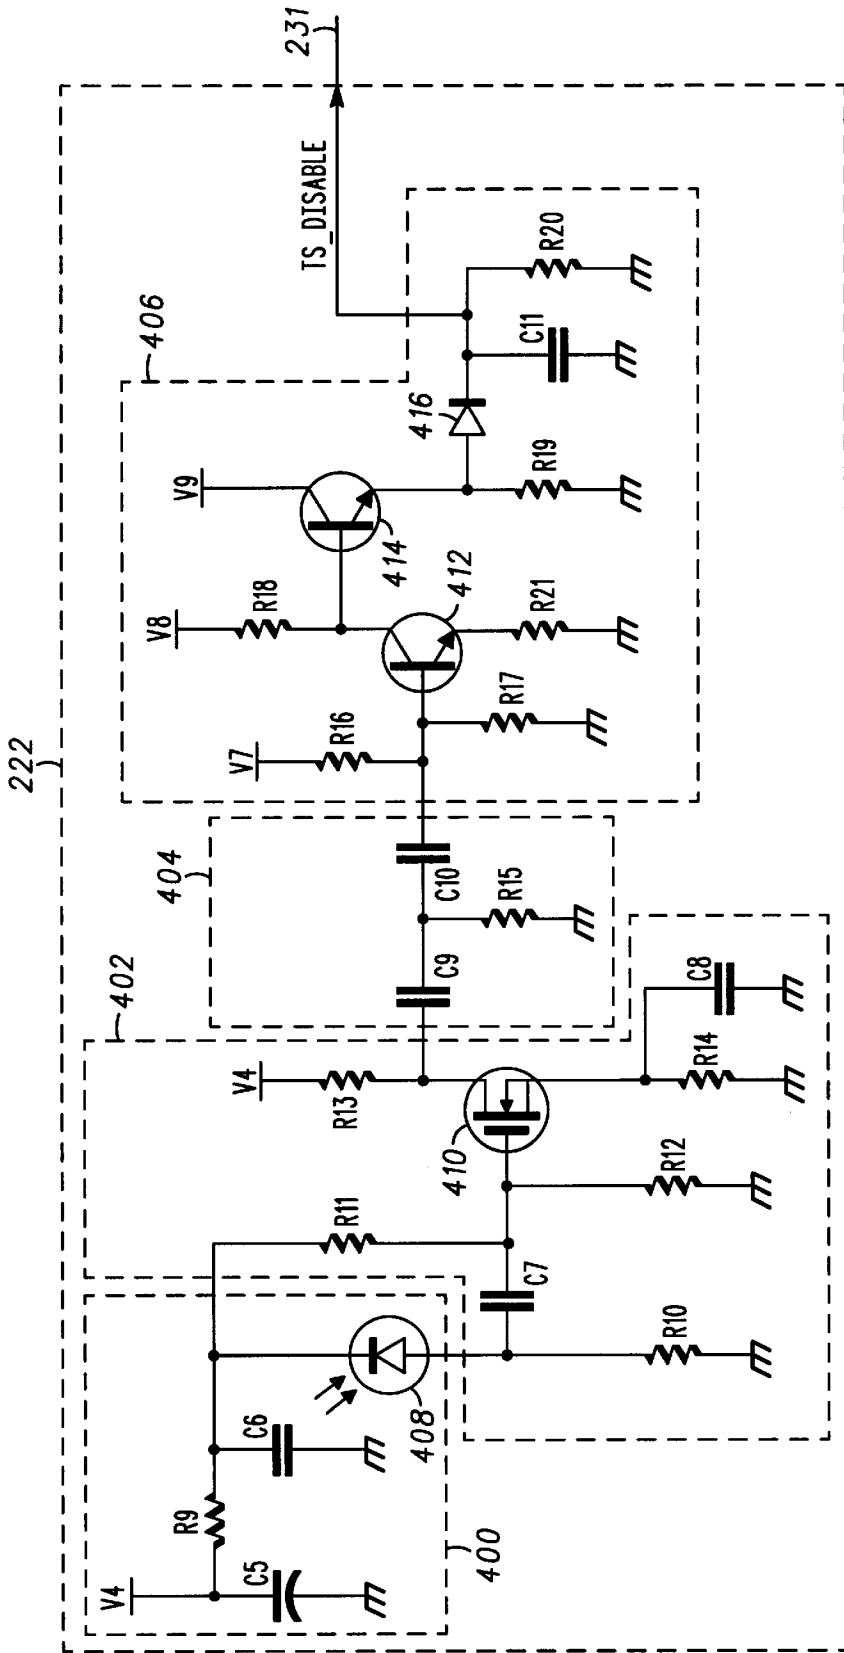 222
231
TS_DISABLE
406
V9
V8
R18
414
412
416
C11
R20
R19
R21
V7
R16
R17
404
C10
R15
C9
402
V4
R13
410
C8
R14
R12
R11
C7
R10
V4
R9
C5
C6
408
400